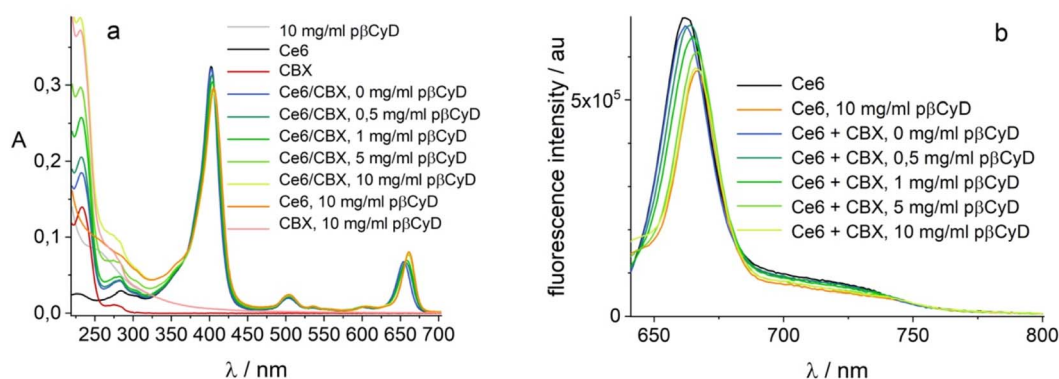 a
10 mg/ml pβCyD
Ce6
CBX
Ce6/CBX, 0 mg/ml pβCyD
Ce6/CBX, 0,5 mg/ml pβCyD
Ce6/CBX, 1 mg/ml pβCyD
Ce6/CBX, 5 mg/ml pβCyD
Ce6/CBX, 10 mg/ml pβCyD
Ce6, 10 mg/ml pβCyD
CBX, 10 mg/ml pβCyD
A
0,3
0,2
0,1
0,0
250 300 350 400 450 500 550 600 650 700
λ / nm
b
Ce6
Ce6, 10 mg/ml pβCyD
Ce6 + CBX, 0 mg/ml pβCyD
Ce6 + CBX, 0,5 mg/ml pβCyD
Ce6 + CBX, 1 mg/ml pβCyD
Ce6 + CBX, 5 mg/ml pβCyD
Ce6 + CBX, 10 mg/ml pβCyD
fluorescence intensity / au
5x10⁵
0
650 700 750 800
λ / nm